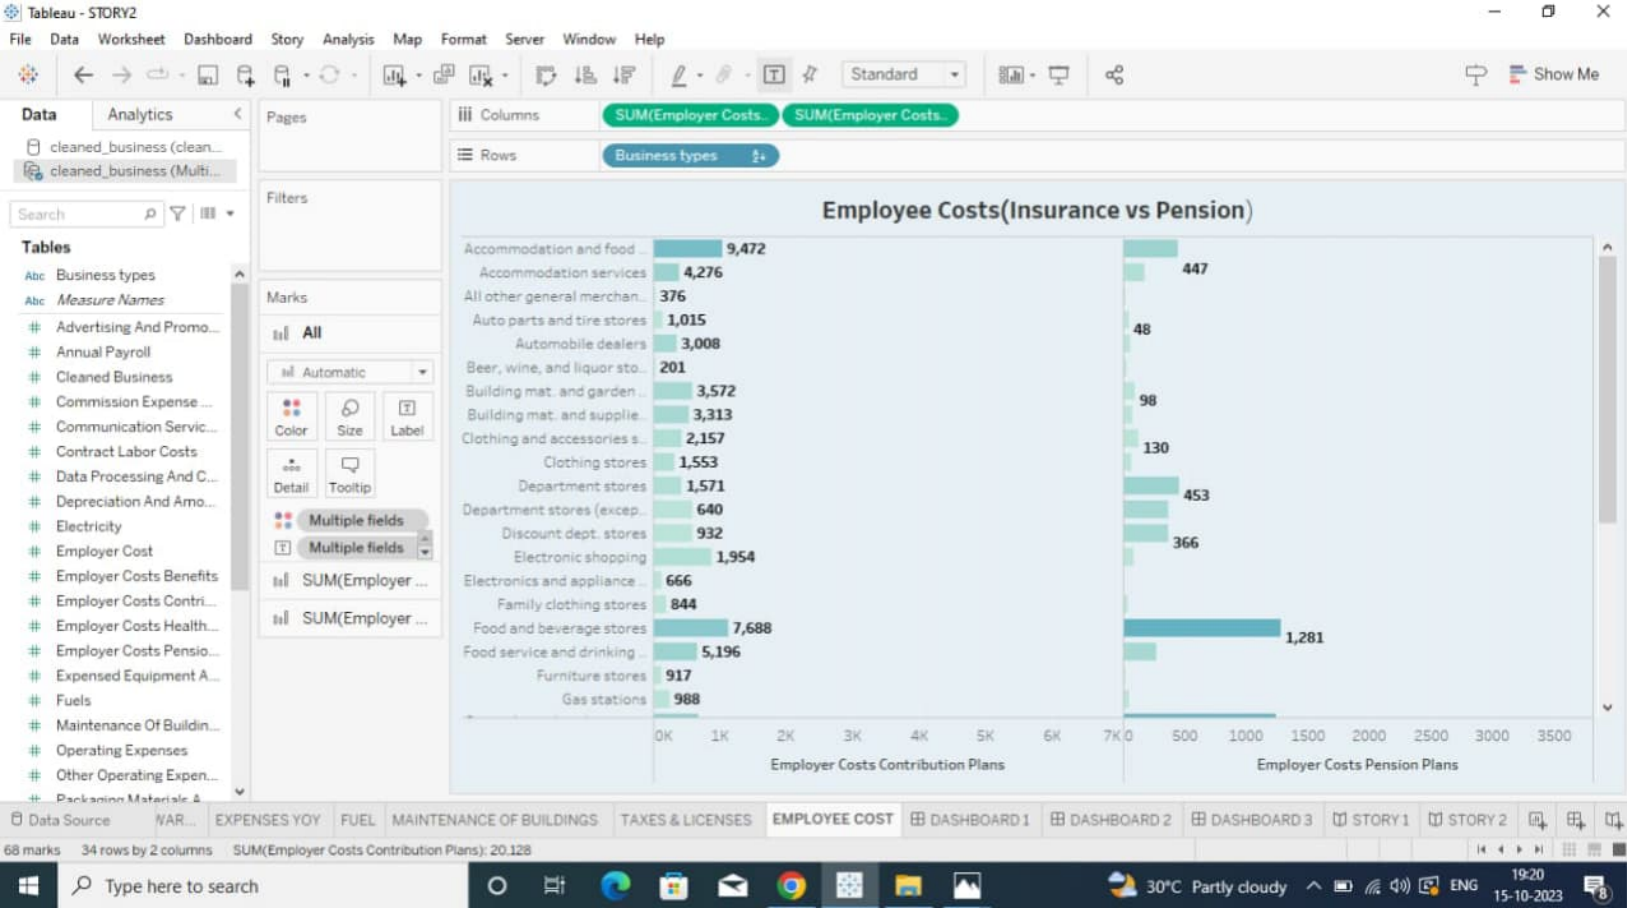 Tableau - STORY2
File Data Worksheet Dashboard Story Analysis Map Format Server Window Help
Standard
Show Me
Data Analytics
cleaned_business (clean...
cleaned_business (Multi...
Search
Tables
Abc Business types
Abc Measure Names
# Advertising And Promo...
# Annual Payroll
# Cleaned Business
# Commission Expense ...
# Communication Servic...
# Contract Labor Costs
# Data Processing And C...
# Depreciation And Amo...
# Electricity
# Employer Cost
# Employer Costs Benefits
# Employer Costs Contri...
# Employer Costs Health...
# Employer Costs Pensio...
# Expensed Equipment A...
# Fuels
# Maintenance Of Buildin...
# Operating Expenses
# Other Operating Expen...
# Packaging Materials A
Pages
Filters
Marks
All
Automatic
Color Size Label
Detail Tooltip
Multiple fields
Multiple fields
SUM(Employer ...
SUM(Employer ...
Columns SUM(Employer Costs.. SUM(Employer Costs..
Rows Business types
Employee Costs(Insurance vs Pension)
Accommodation and food .. 9,472
Accommodation services 4,276 447
All other general merchan.. 376
Auto parts and tire stores 1,015 48
Automobile dealers 3,008
Beer, wine, and liquor sto.. 201
Building mat. and garden .. 3,572 98
Building mat. and supplie.. 3,313
Clothing and accessories s.. 2,157 130
Clothing stores 1,553
Department stores 1,571 453
Department stores (excep.. 640
Discount dept. stores 932 366
Electronic shopping 1,954
Electronics and appliance .. 666
Family clothing stores 844
Food and beverage stores 7,688 1,281
Food service and drinking .. 5,196
Furniture stores 917
Gas stations 988
0K 1K 2K 3K 4K 5K 6K 7K 0 500 1000 1500 2000 2500 3000 3500
Employer Costs Contribution Plans Employer Costs Pension Plans
Data Source WAR... EXPENSES YOY FUEL MAINTENANCE OF BUILDINGS TAXES & LICENSES EMPLOYEE COST DASHBOARD 1 DASHBOARD 2 DASHBOARD 3 STORY 1 STORY 2
68 marks 34 rows by 2 columns SUM(Employer Costs Contribution Plans): 20,128
Type here to search
30°C Partly cloudy ENG
19:20
15-10-2023
8